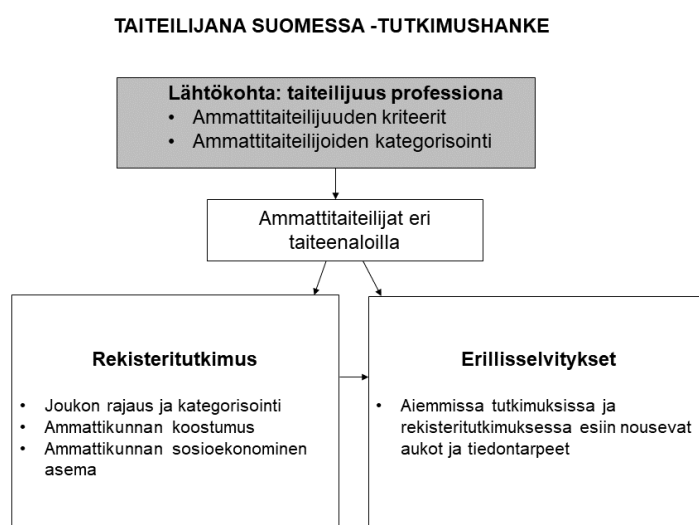 TAITEILIJANA SUOMESSA -TUTKIMUSHANKE
Lähtökohta: taiteilijuus professiona
• Ammattitaiteilijuuden kriteerit
• Ammattitaiteilijoiden kategorisointi
Ammattitaiteilijat eri
taiteenaloilla
Rekisteritutkimus
• Joukon rajaus ja kategorisointi
• Ammattikunnan koostumus
• Ammattikunnan sosioekonominen
asema
Erillisselvitykset
• Aiemmissa tutkimuksissa ja
rekisteritutkimuksessa esiin nousevat
aukot ja tiedontarpeet